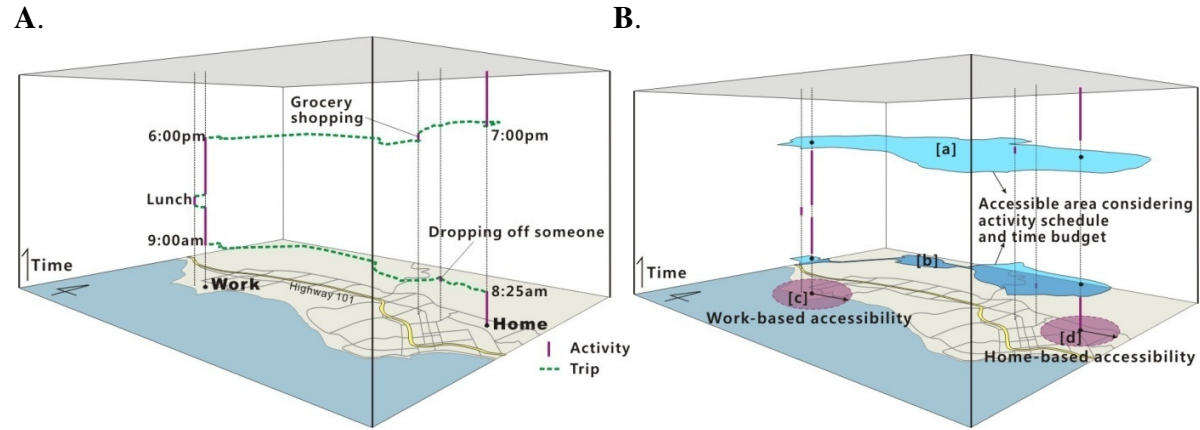 A.
Grocery
shopping
6:00pm
7:00pm
Lunch
Dropping off someone
9:00am
Time
Work
Highway 101
8:25am
Home
Activity
Trip
B.
[a]
Accessible area considering
activity schedule
and time budget
[b]
Time
[c]
Work-based accessibility
[d]
Home-based accessibility